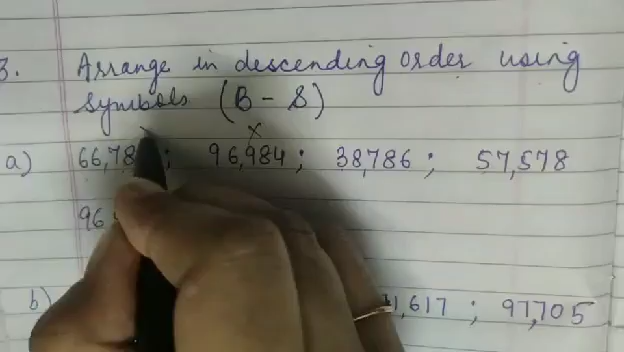 3. Arrange in descending order using
symbols (B - S)
a) 66,78 ; 96,984 ; 38,786 ; 57,578
96
b) 1,617 ; 97,705